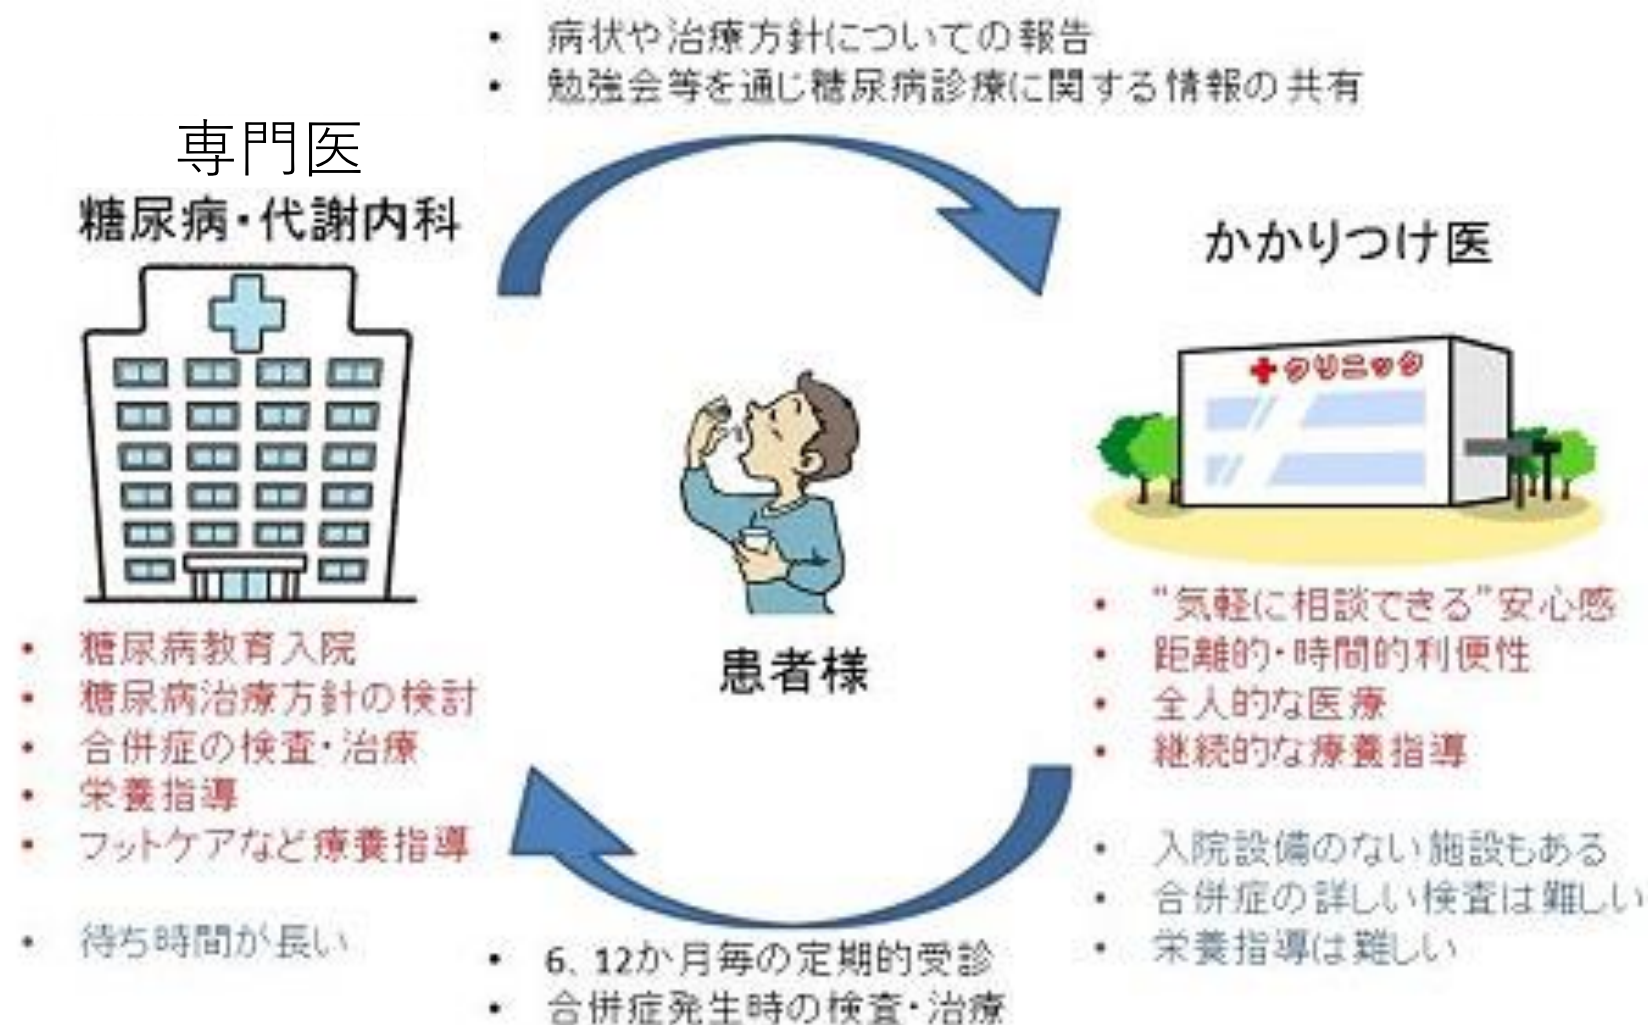 • 病状や治療方針についての報告
• 勉強会等を通じ糖尿病診療に関する情報の共有
専門医
糖尿病・代謝内科
かかりつけ医
クリニック
患者様
• 糖尿病教育入院
• 糖尿病治療方針の検討
• 合併症の検査・治療
• 栄養指導
• フットケアなど療養指導
• 待ち時間が長い
• “気軽に相談できる”安心感
• 距離的・時間的利便性
• 全人的な医療
• 継続的な療養指導
• 入院設備のない施設もある
• 合併症の詳しい検査は難しい
• 栄養指導は難しい
• 6、12か月毎の定期的受診
• 合併症発生時の検査・治療